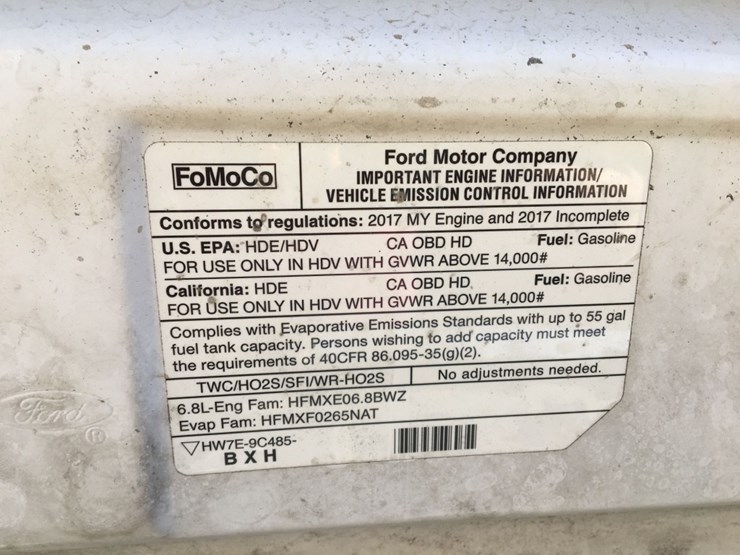 FoMoCo
Ford Motor Company
IMPORTANT ENGINE INFORMATION/
VEHICLE EMISSION CONTROL INFORMATION
Conforms to regulations: 2017 MY Engine and 2017 Incomplete
U.S. EPA: HDE/HDV CA OBD HD Fuel: Gasoline
FOR USE ONLY IN HDV WITH GVWR ABOVE 14,000#
California: HDE CA OBD HD Fuel: Gasoline
FOR USE ONLY IN HDV WITH GVWR ABOVE 14,000#
Complies with Evaporative Emissions Standards with up to 55 gal
fuel tank capacity. Persons wishing to add capacity must meet
the requirements of 40CFR 86.095-35(g)(2).
TWC/HO2S/SFI/WR-HO2S No adjustments needed.
6.8L-Eng Fam: HFMXE06.8BWZ
Evap Fam: HFMXF0265NAT
HW7E-9C485-
B X H
Ford ®